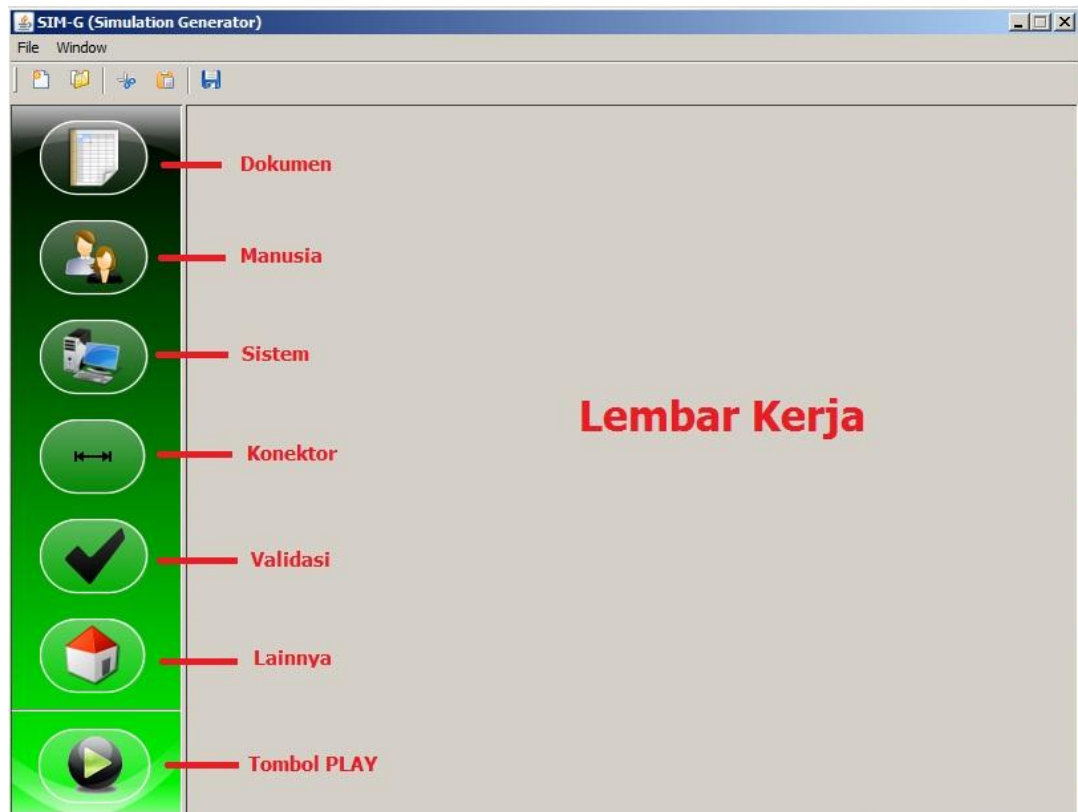 SIM-G (Simulation Generator)
File Window
Dokumen
Manusia
Sistem
Lembar Kerja
Konektor
Validasi
Lainnya
Tombol PLAY